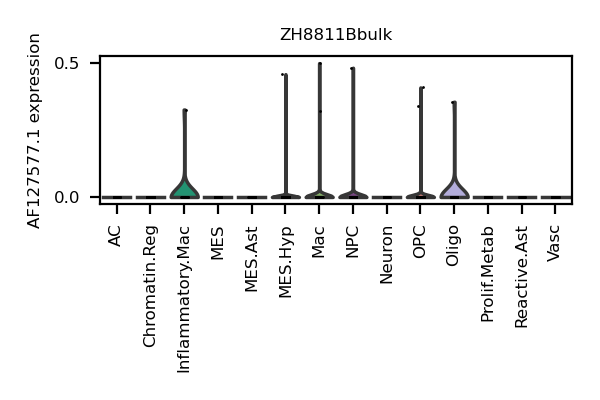 ZH8811Bbulk
AF127577.1 expression
0.5
0.0
AC
Chromatin.Reg
Inflammatory.Mac
MES
MES.Ast
MES.Hyp
Mac
NPC
Neuron
OPC
Oligo
Prolif.Metab
Reactive.Ast
Vasc